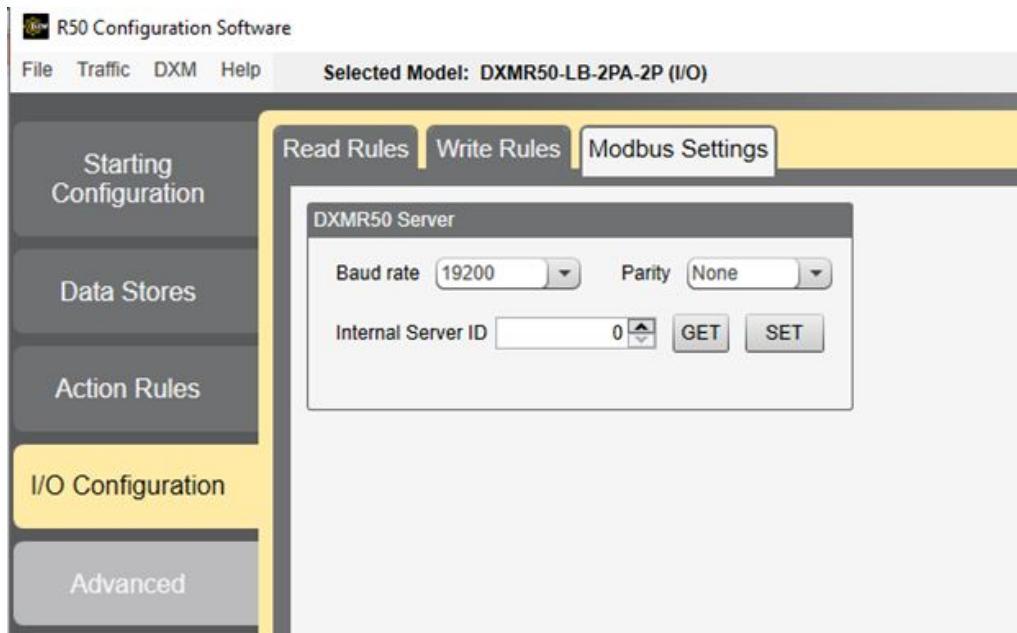 R50 Configuration Software
File Traffic DXM Help Selected Model: DXMR50-LB-2PA-2P (I/O)
Starting
Configuration
Data Stores
Action Rules
I/O Configuration
Advanced
Read Rules Write Rules Modbus Settings
DXMR50 Server
Baud rate 19200 Parity None
Internal Server ID 0 GET SET